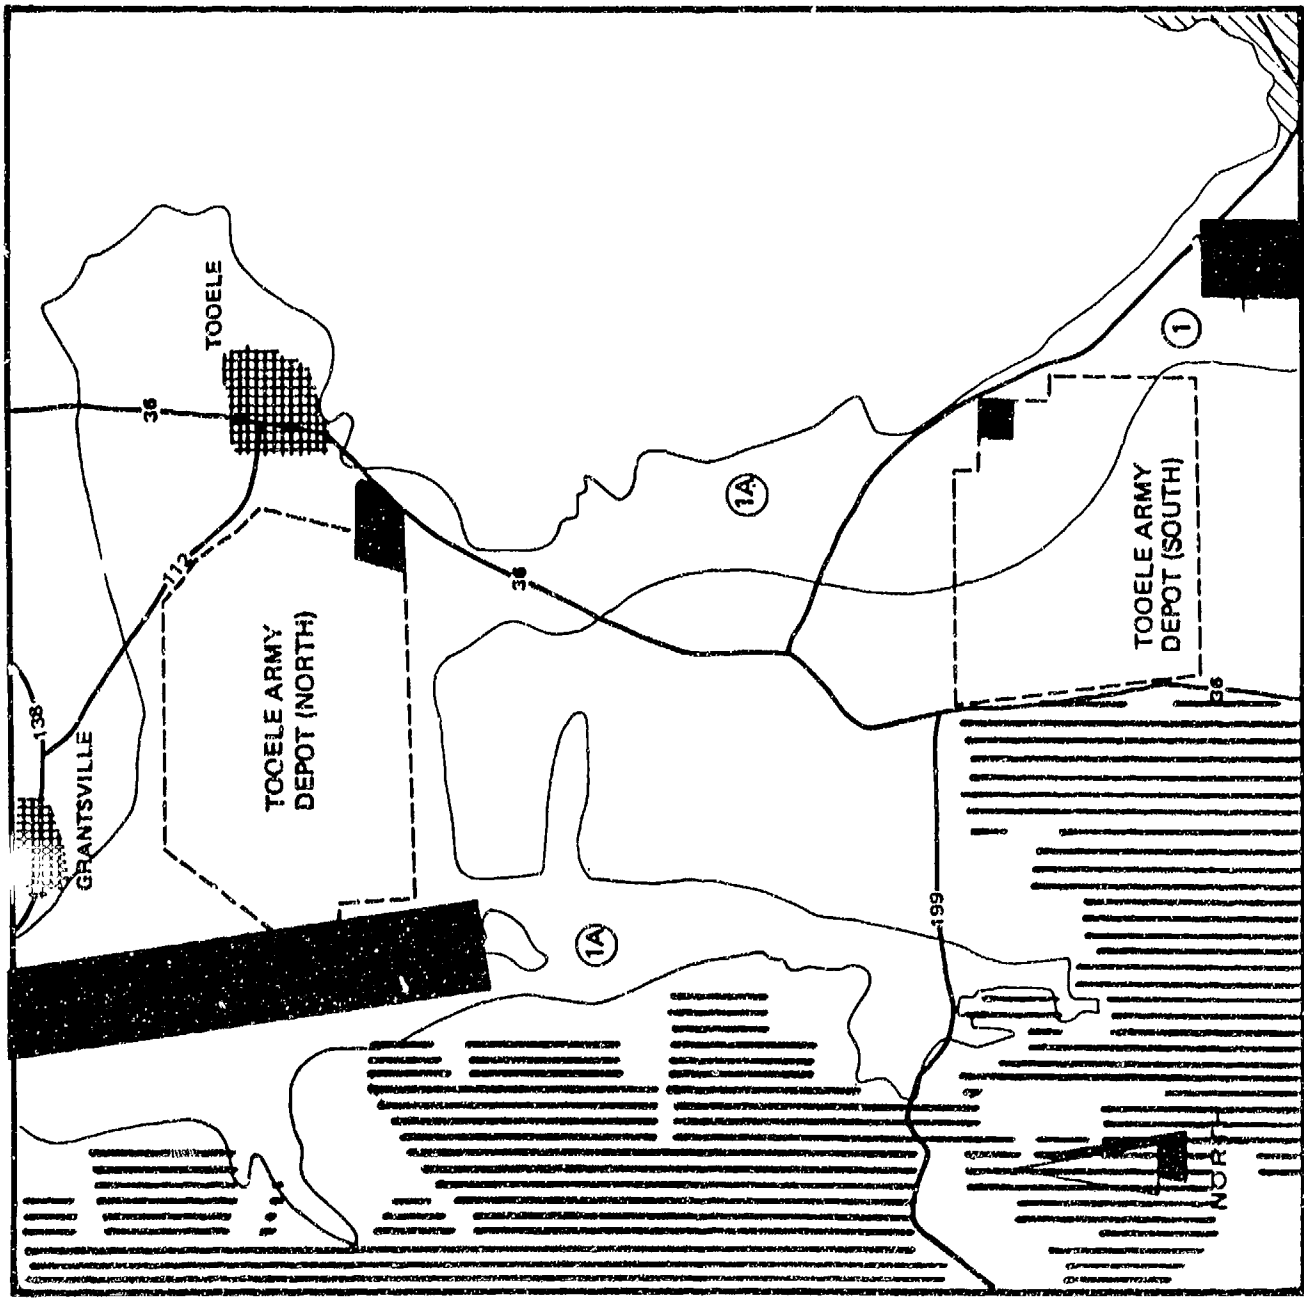 TOOELE
36
112
138
GRANTSVILLE
TOOELE ARMY
DEPOT (NORTH)
36
1A
1
TOOELE ARMY
DEPOT (SOUTH)
36
199
1A
NORTH